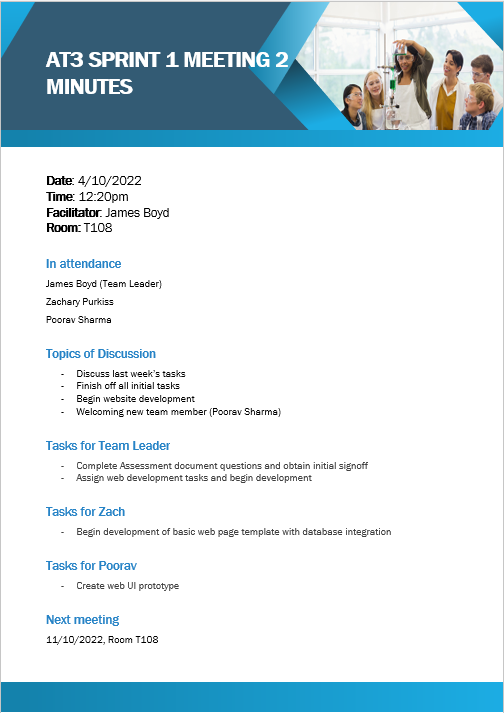 AT3 SPRINT 1 MEETING 2
MINUTES
Date: 4/10/2022
Time: 12:20pm
Facilitator: James Boyd
Room: T108
In attendance
James Boyd (Team Leader)
Zachary Purkiss
Poorav Sharma
Topics of Discussion
- Discuss last week's tasks
- Finish off all initial tasks
- Begin website development
- Welcoming new team member (Poorav Sharma)
Tasks for Team Leader
- Complete Assessment document questions and obtain initial signoff
- Assign web development tasks and begin development
Tasks for Zach
- Begin development of basic web page template with database integration
Tasks for Poorav
- Create web UI prototype
Next meeting
11/10/2022, Room T108